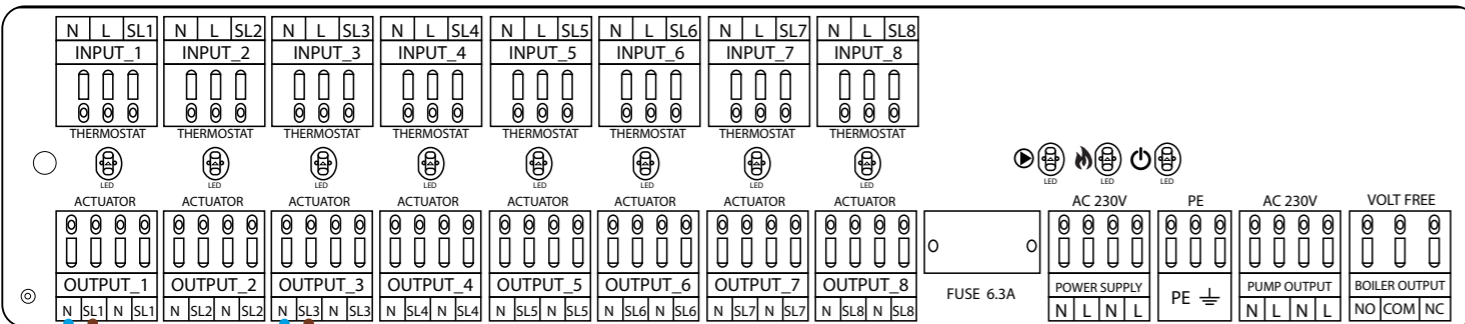 N L SL1 N L SL2 N L SL3 N L SL4 N L SL5 N L SL6 N L SL7 N L SL8
INPUT_1 INPUT_2 INPUT_3 INPUT_4 INPUT_5 INPUT_6 INPUT_7 INPUT_8
THERMOSTAT THERMOSTAT THERMOSTAT THERMOSTAT THERMOSTAT THERMOSTAT THERMOSTAT THERMOSTAT
LED LED LED LED LED LED LED LED LED LED LED
ACTUATOR ACTUATOR ACTUATOR ACTUATOR ACTUATOR ACTUATOR ACTUATOR ACTUATOR AC 230V PE AC 230V VOLT FREE
OUTPUT_1 OUTPUT_2 OUTPUT_3 OUTPUT_4 OUTPUT_5 OUTPUT_6 OUTPUT_7 OUTPUT_8 FUSE 6.3A POWER SUPPLY PE PUMP OUTPUT BOILER OUTPUT
N SL1 N SL1 N SL2 N SL2 N SL3 N SL3 N SL4 N SL4 N SL5 N SL5 N SL6 N SL6 N SL7 N SL7 N SL8 N SL8 N L N L N L N L NO COM NC